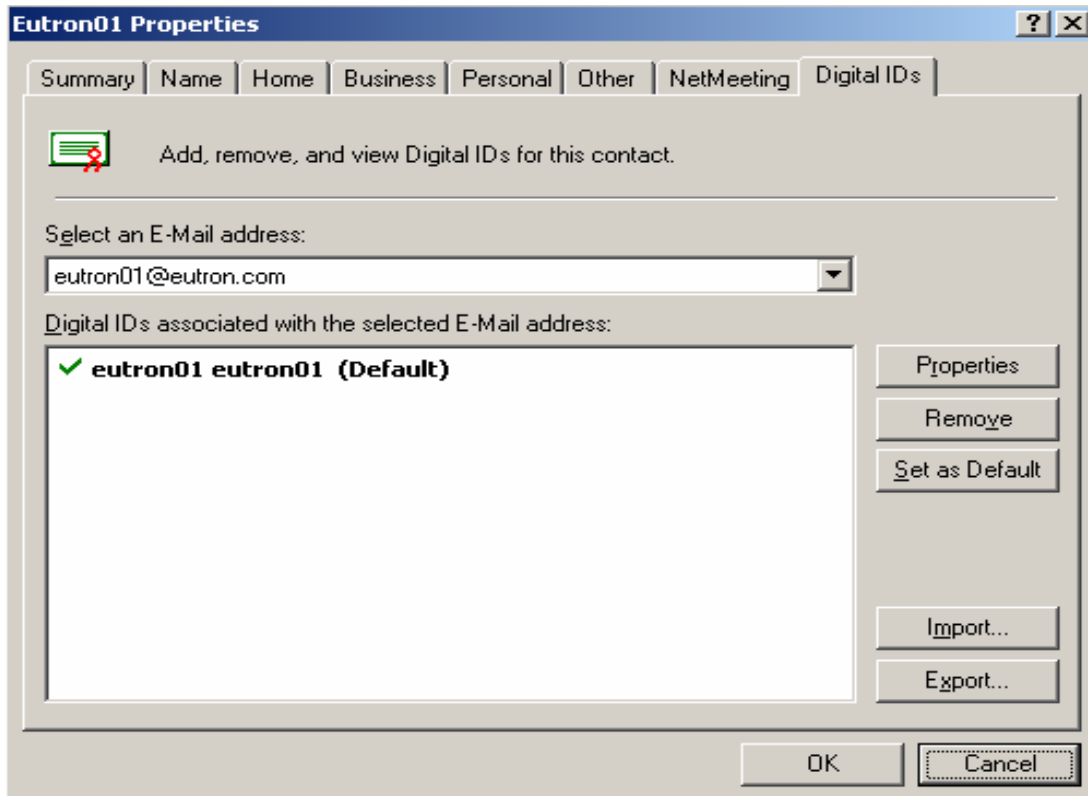 Eutron01 Properties
Summary Name Home Business Personal Other NetMeeting Digital IDs
Add, remove, and view Digital IDs for this contact.
Select an E-Mail address:
eutron01@eutron.com
Digital IDs associated with the selected E-Mail address:
eutron01 eutron01 (Default)
Properties
Remove
Set as Default
Import...
Export...
OK Cancel